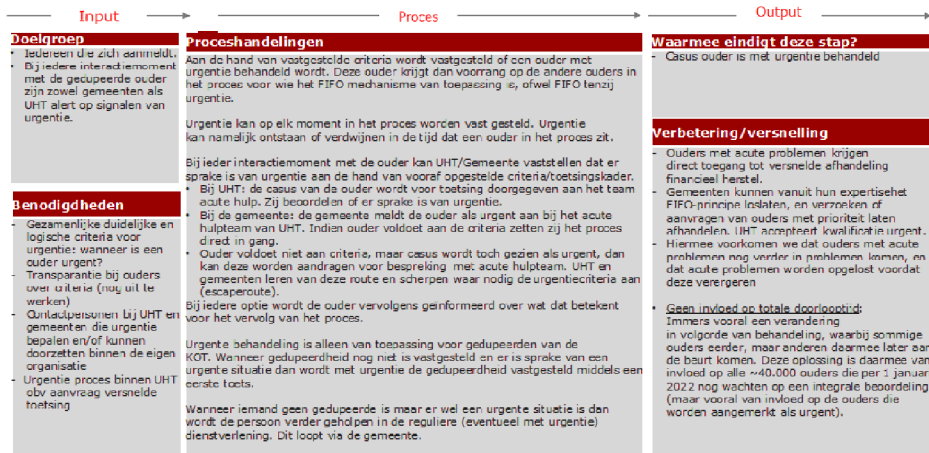 Input
Proces
Output
Doelgroep
- Iedereen die zich aanmeldt.
• Bij iedere interactiemoment
met de gedupeerde ouder
zijn zowel gemeenten als
UHT alert op signalen van
urgentie.
Benodigdheden
- Gezamenlijke duidelijke en
logische criteria voor
urgentie: wanneer is een
ouder urgent?
- Transparantie bij ouders
over criteria (nog uit te
werken)
- Contactpersonen bij UHT en
gemeenten die urgentie
bepalen en/of kunnen
doorzetten binnen de eigen
organisatie
- Urgentie proces binnen UHT
obv aanvraag versnelde
toetsing
Proceshandelingen
Aan de hand van vastgestelde criteria wordt vastgesteld of een ouder met
urgentie behandeld wordt. Deze ouder krijgt dan voorrang op de andere ouders in
het proces voor wie het FIFO mechanisme van toepassing is, ofwel FIFO tenzij
urgentie.
Urgentie kan op elk moment in het proces worden vast gesteld. Urgentie
kan namelijk ontstaan of verdwijnen in de tijd dat een ouder in het proces zit.
Bij ieder interactiemoment met de ouder kan UHT/Gemeente vaststellen dat er
sprake is van urgentie aan de hand van vooraf opgestelde criteria/toetsingskader.
• Bij UHT: de casus van de ouder wordt voor toetsing doorgegeven aan het team
acute hulp. Zij beoordelen of er sprake is van urgentie.
• Bij de gemeente: de gemeente meldt de ouder als urgent aan bij het acute
hulpteam van UHT. Indien ouder voldoet aan de criteria zetten zij het proces
direct in gang.
• Ouder voldoet niet aan criteria, maar casus wordt toch gezien als urgent, dan
kan deze worden aandragen voor bespreking met acute hulpteam. UHT en
gemeenten leren van deze route en scherpen waar nodig de urgentiecriteria aan
(escaperoute).
Bij iedere optie wordt de ouder vervolgens geinformeerd over wat dat betekent
voor het vervolg van het proces.
Urgente behandeling is alleen van toepassing voor gedupeerden van de
KOT. Wanneer gedupeerdheid nog niet is vastgesteld en er is sprake van een
urgente situatie dan wordt met urgentie de gedupeerdheid vastgesteld middels een
eerste toets.
Wanneer iemand geen gedupeerde is maar er wel een urgente situatie is dan
wordt de persoon verder geholpen in de reguliere (eventueel met urgentie)
dienstverlening. Dit loopt via de gemeente.
Waarmee eindigt deze stap?
- Casus ouder is met urgentie behandeld
Verbetering/versnelling
- Ouders met acute problemen krijgen
direct toegang tot versnelde afhandeling
financieel herstel.
- Gemeenten kunnen vanuit hun expertisehet
FIFO-principe loslaten, en verzoeken of
aanvragen van ouders met prioriteit laten
afhandelen. UHT accepteert kwalificatie urgent.
- Hiermee voorkomen we dat ouders met acute
problemen nog verder in problemen komen, en
dat acute problemen worden opgelost voordat
deze verergeren
• Geen invloed op totale doorlooptijd:
Immers vooral een verandering
in volgorde van behandeling, waarbij sommige
ouders eerder, maar anderen daarmee later aan
de beurt komen. Deze oplossing is daarmee van
invloed op alle ~40.000 ouders die per 1 januari
2022 nog wachten op een integrale beoordeling
(maar vooral van invloed op de ouders die
worden aangemerkt als urgent).